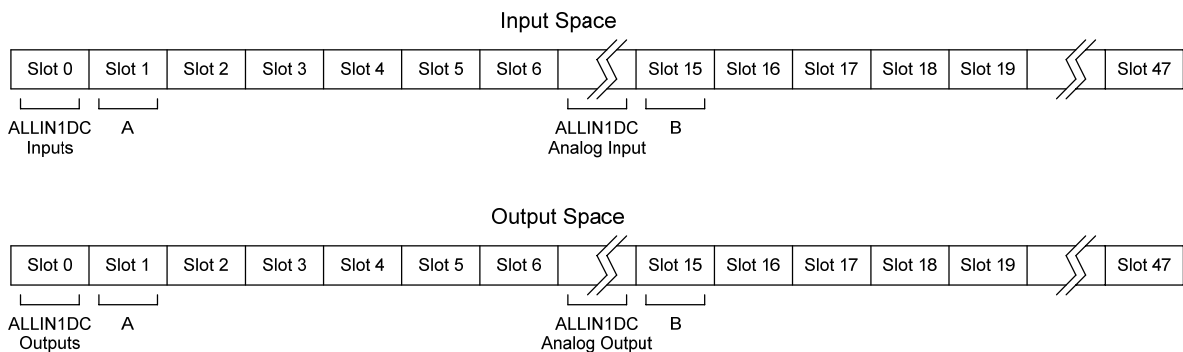 Input Space
Slot 0 Slot 1 Slot 2 Slot 3 Slot 4 Slot 5 Slot 6 Slot 15 Slot 16 Slot 17 Slot 18 Slot 19 Slot 47
ALLIN1DC A ALLIN1DC B
Inputs Analog Input
Output Space
Slot 0 Slot 1 Slot 2 Slot 3 Slot 4 Slot 5 Slot 6 Slot 15 Slot 16 Slot 17 Slot 18 Slot 19 Slot 47
ALLIN1DC A ALLIN1DC B
Outputs Analog Output